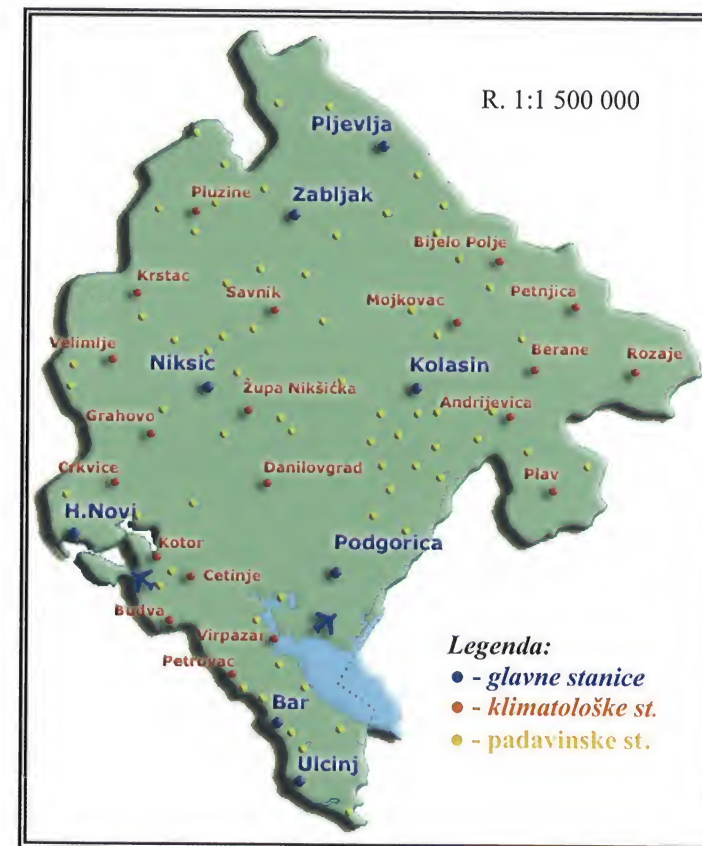 R. 1:1 500 000
Pljevlja
Pluzine
Zabljak
Bijelo Polje
Krstac
Savnik
Mojkovac
Petnjica
Velimlje
Niksic
Kolasin
Berane
Rozaje
Župa Nikšićka
Andrijevica
Grahovo
Crkvice
Danilovgrad
Plav
H.Novi
Kotor
Podgorica
Cetinje
Budva
Virpazar
Petrovac
Bar
Ulcinj
Legenda:
- glavne stanice
- klimatološke st.
- padavinske st.